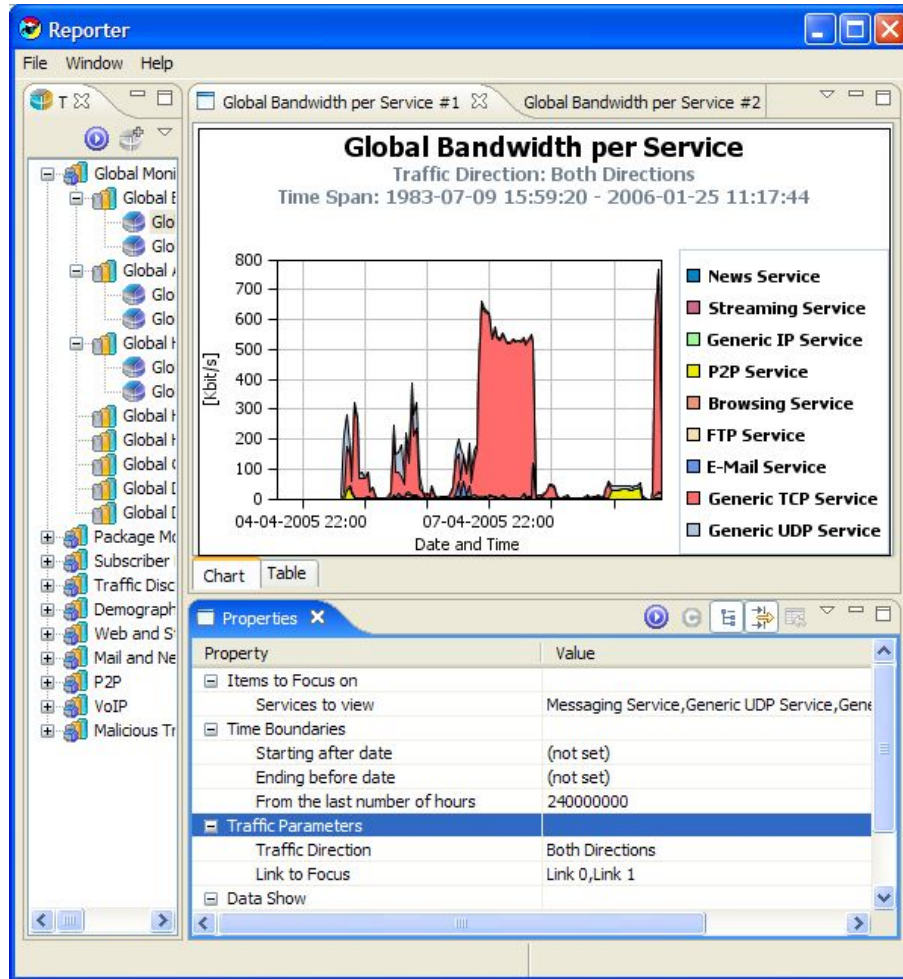 Reporter
File Window Help
T
Global Moni
Global B
Glo
Glo
Global A
Glo
Glo
Global H
Glo
Glo
Global H
Global H
Global C
Global D
Global D
Package Mo
Subscriber
Traffic Disc
Demograph
Web and St
Mail and Ne
P2P
VoIP
Malicious Tr
Global Bandwidth per Service #1 Global Bandwidth per Service #2
Global Bandwidth per Service
Traffic Direction: Both Directions
Time Span: 1983-07-09 15:59:20 - 2006-01-25 11:17:44
[Kbit/s]
800
700
600
500
400
300
200
100
0
04-04-2005 22:00 07-04-2005 22:00
Date and Time
News Service
Streaming Service
Generic IP Service
P2P Service
Browsing Service
FTP Service
E-Mail Service
Generic TCP Service
Generic UDP Service
Chart Table
Properties
Property Value
Items to Focus on
Services to view Messaging Service,Generic UDP Service,Gene
Time Boundaries
Starting after date (not set)
Ending before date (not set)
From the last number of hours 240000000
Traffic Parameters
Traffic Direction Both Directions
Link to Focus Link 0,Link 1
Data Show